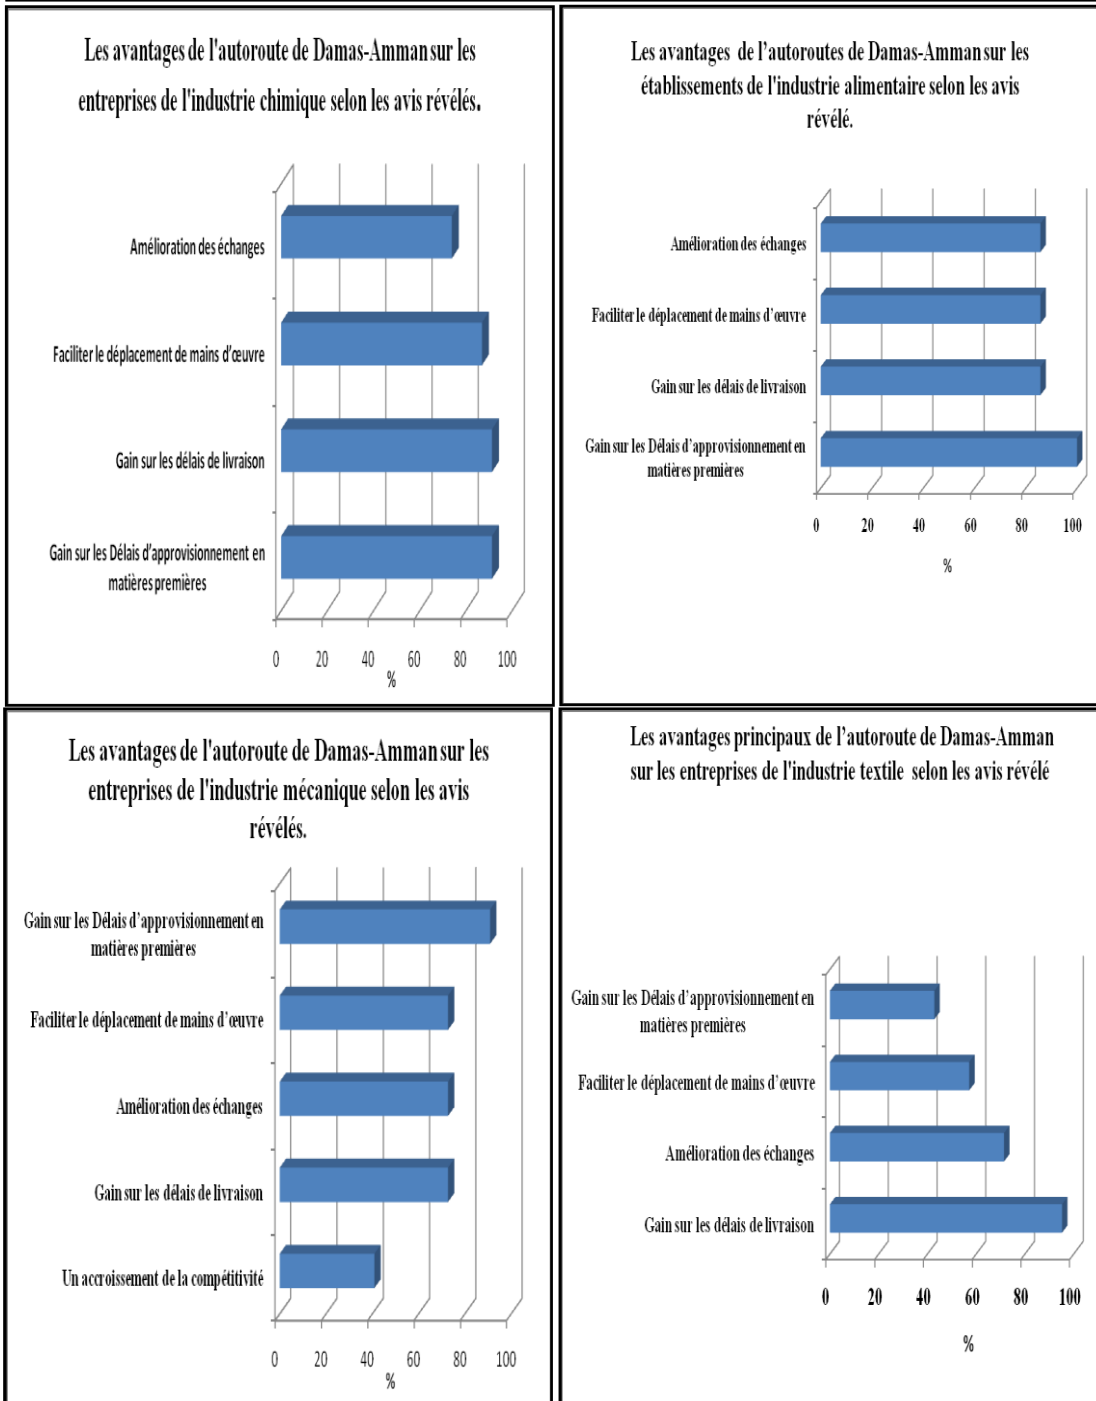 Les avantages de l'autoroute de Damas-Amman sur les
entreprises de l'industrie chimique selon les avis révélés.
Amélioration des échanges
Faciliter le déplacement de mains d'œuvre
Gain sur les délais de livraison
Gain sur les Délais d'approvisionnement en
matières premières
0 20 40 60 80 100
%
Les avantages de l'autoroutes de Damas-Amman sur les
établissements de l'industrie alimentaire selon les avis
révélé.
Amélioration des échanges
Faciliter le déplacement de mains d'œuvre
Gain sur les délais de livraison
Gain sur les Délais d'approvisionnement en
matières premières
0 20 40 60 80 100
%
Les avantages de l'autoroute de Damas-Amman sur les
entreprises de l'industrie mécanique selon les avis
révélés.
Gain sur les Délais d'approvisionnement en
matières premières
Faciliter le déplacement de mains d'œuvre
Amélioration des échanges
Gain sur les délais de livraison
Un accroissement de la compétitivité
0 20 40 60 80 100
%
Les avantages principaux de l'autoroute de Damas-Amman
sur les entreprises de l'industrie textile selon les avis révélé
Gain sur les Délais d'approvisionnement en
matières premières
Faciliter le déplacement de mains d'œuvre
Amélioration des échanges
Gain sur les délais de livraison
0 20 40 60 80 100
%